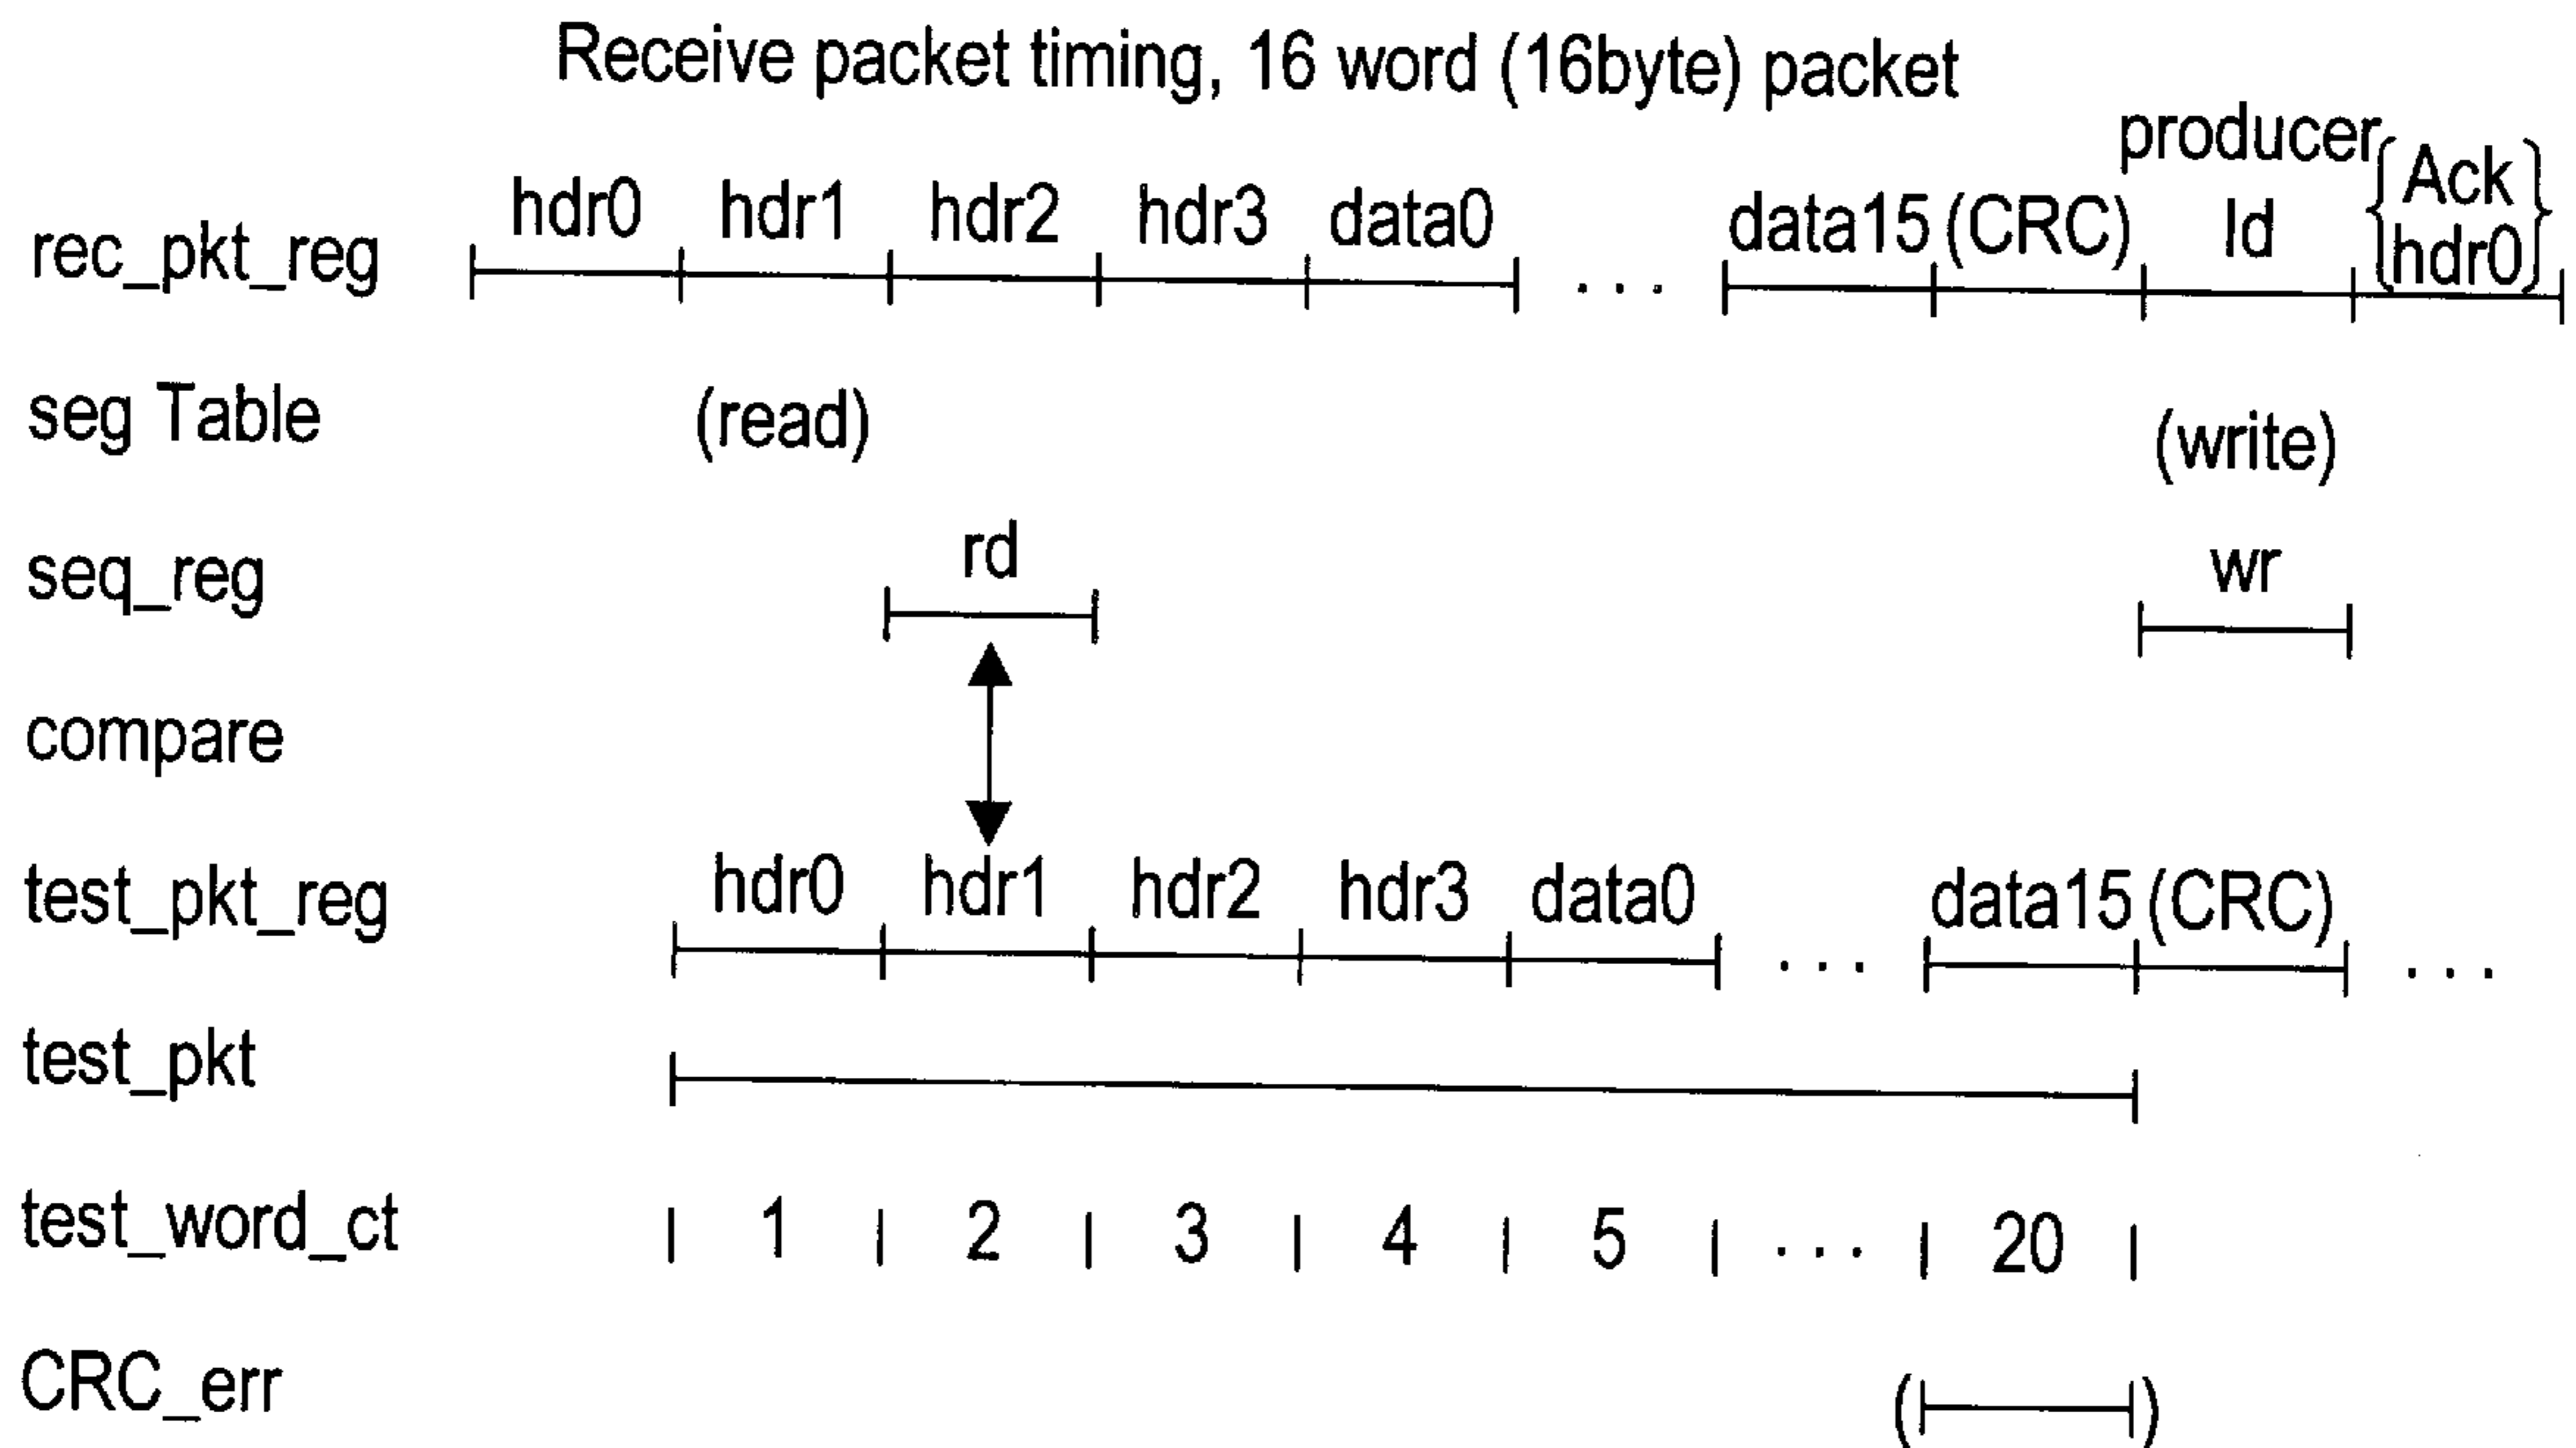 Receive packet timing, 16 word (16byte) packet
rec_pkt_reg hdr0 hdr1 hdr2 hdr3 data0 ... data15 (CRC) producer Id {Ack hdr0}
seg Table (read) (write)
seq_reg rd wr
compare
test_pkt_reg hdr0 hdr1 hdr2 hdr3 data0 ... data15 (CRC) ...
test_pkt
test_word_ct | 1 | 2 | 3 | 4 | 5 | ... | 20 |
CRC_err ( )